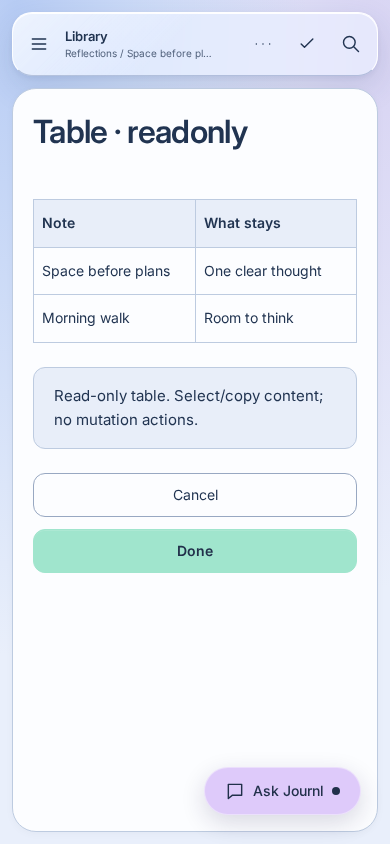 Library
Reflections / Space before pl...
...
Table · readonly
Note What stays
Space before plans One clear thought
Morning walk Room to think
Read-only table. Select/copy content;
no mutation actions.
Cancel
Done
Ask Journl